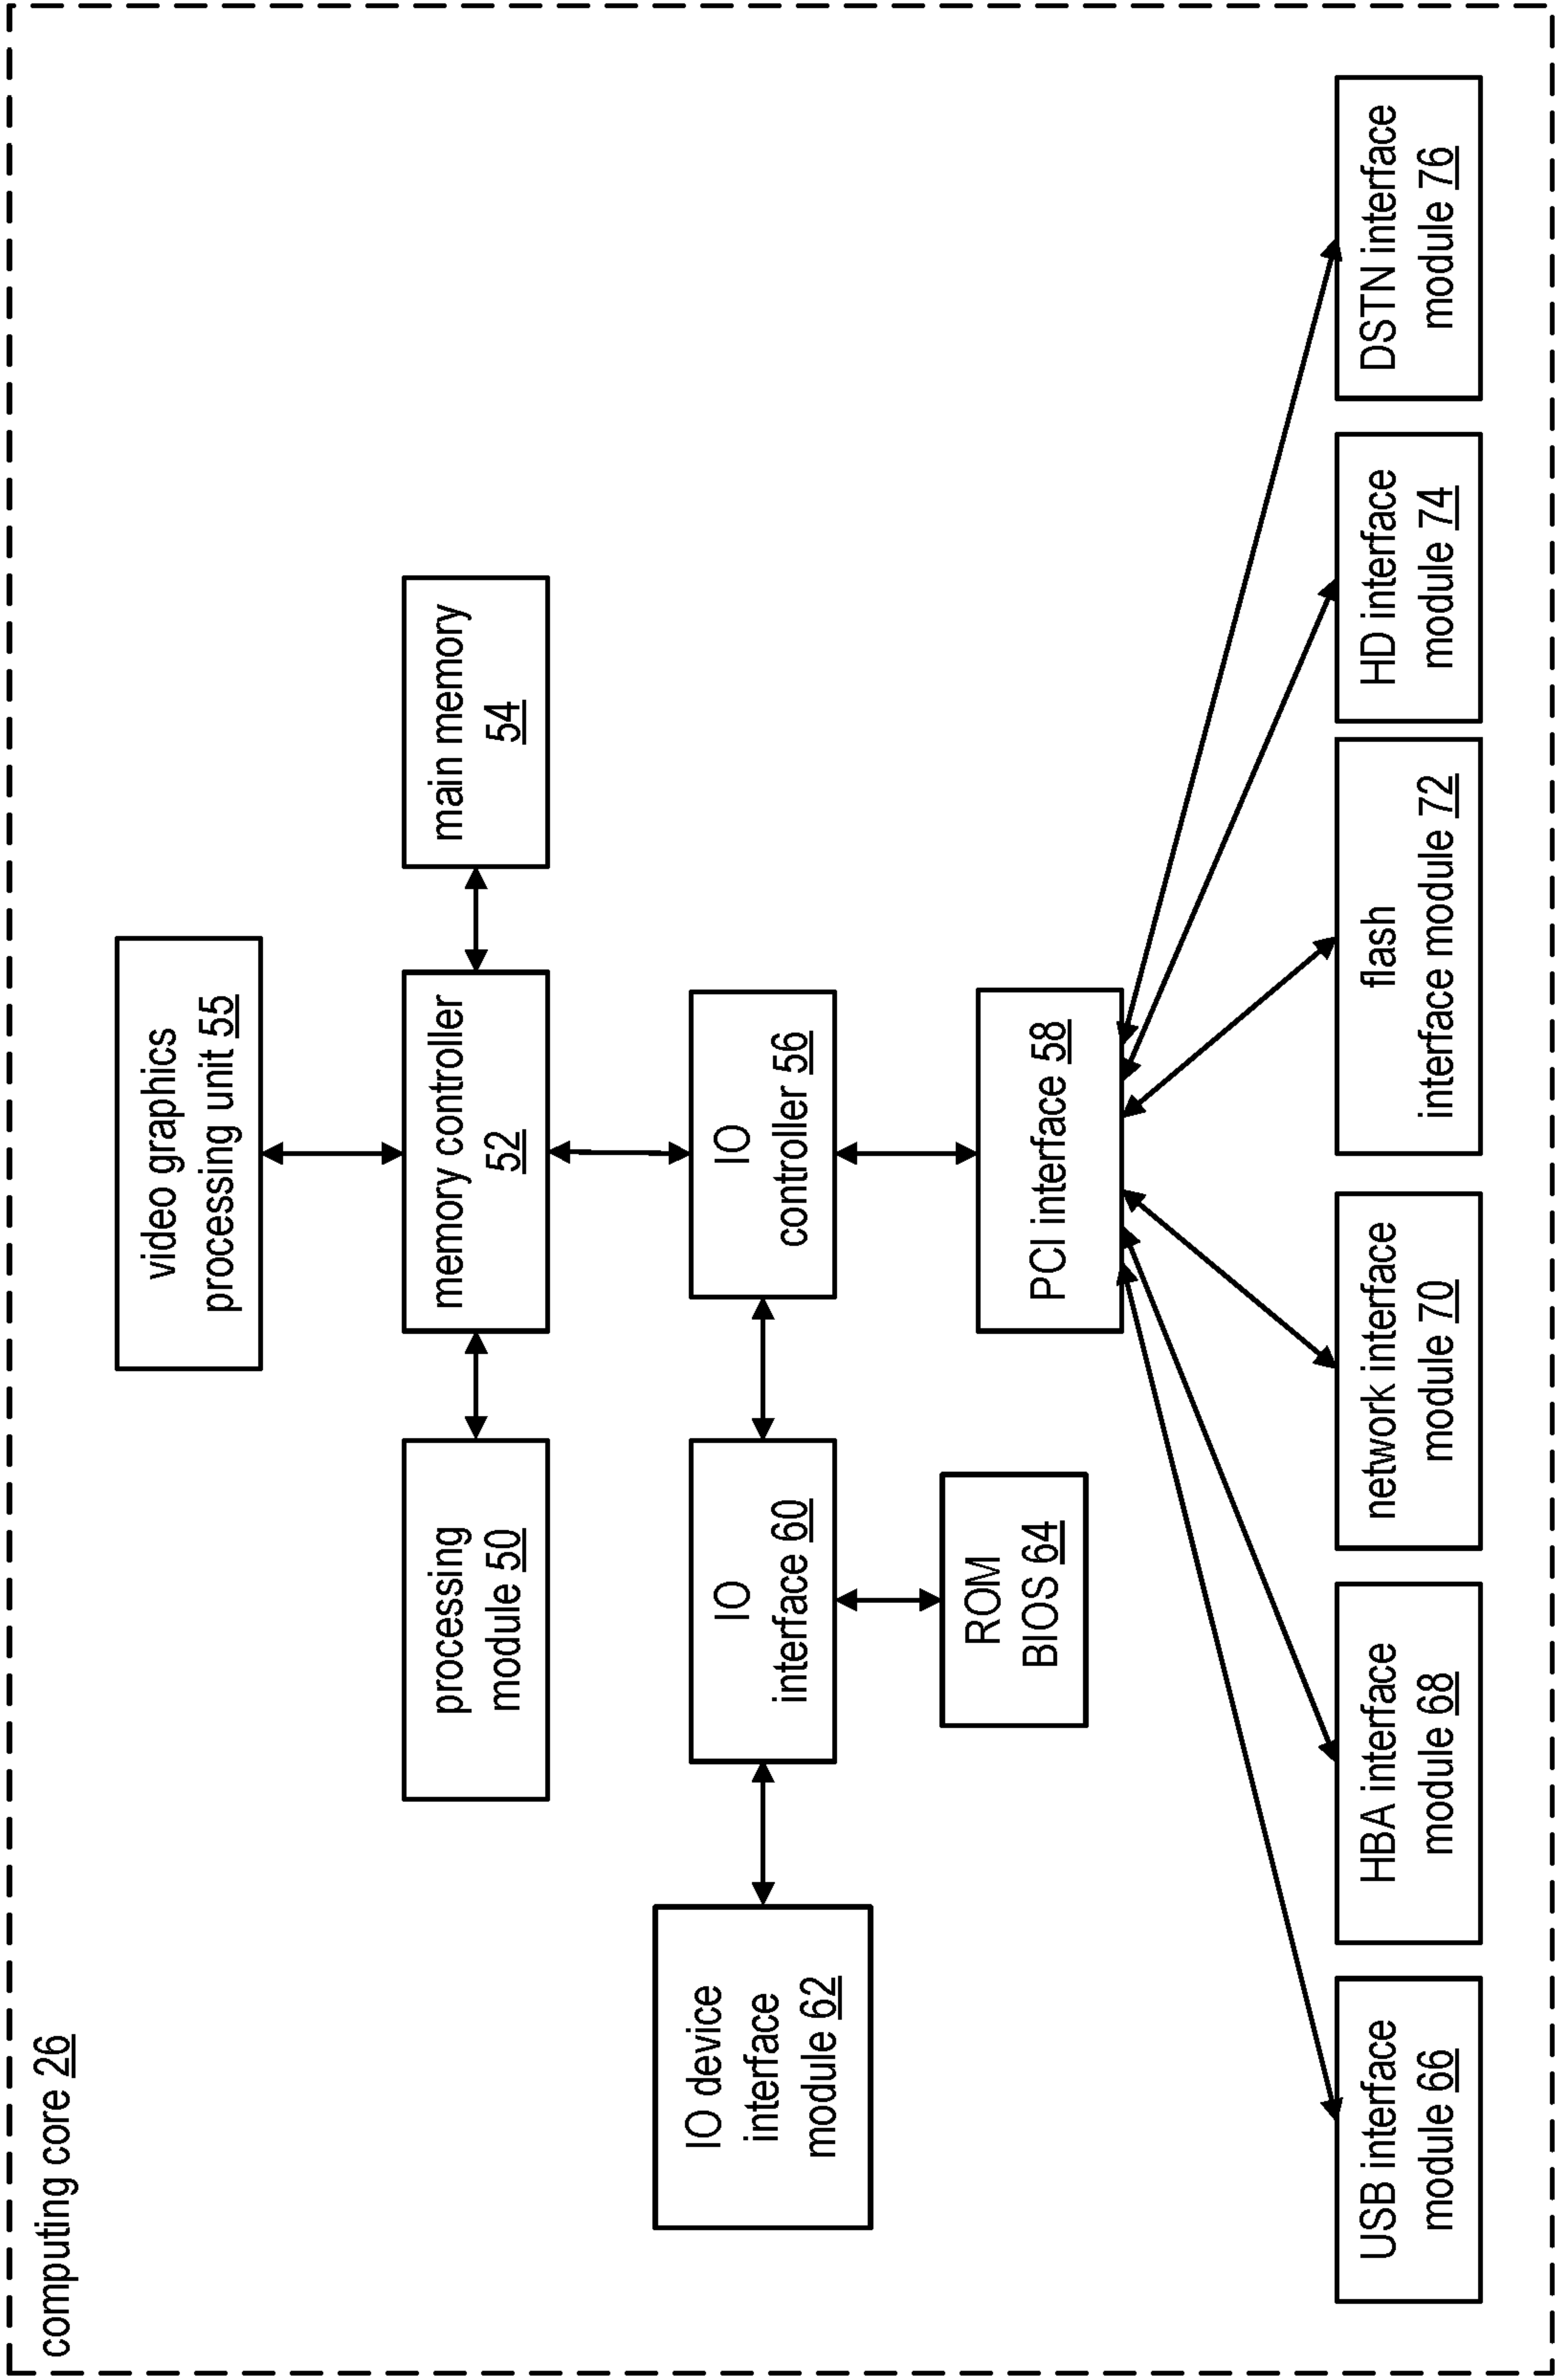 computing core 26
video graphics
processing unit 55
processing
module 50
memory controller
52
main memory
54
IO device
interface
module 62
IO
interface 60
IO
controller 56
ROM
BIOS 64
PCI interface 58
USB interface
module 66
HBA interface
module 68
network interface
module 70
flash
interface module 72
HD interface
module 74
DSTN interface
module 76